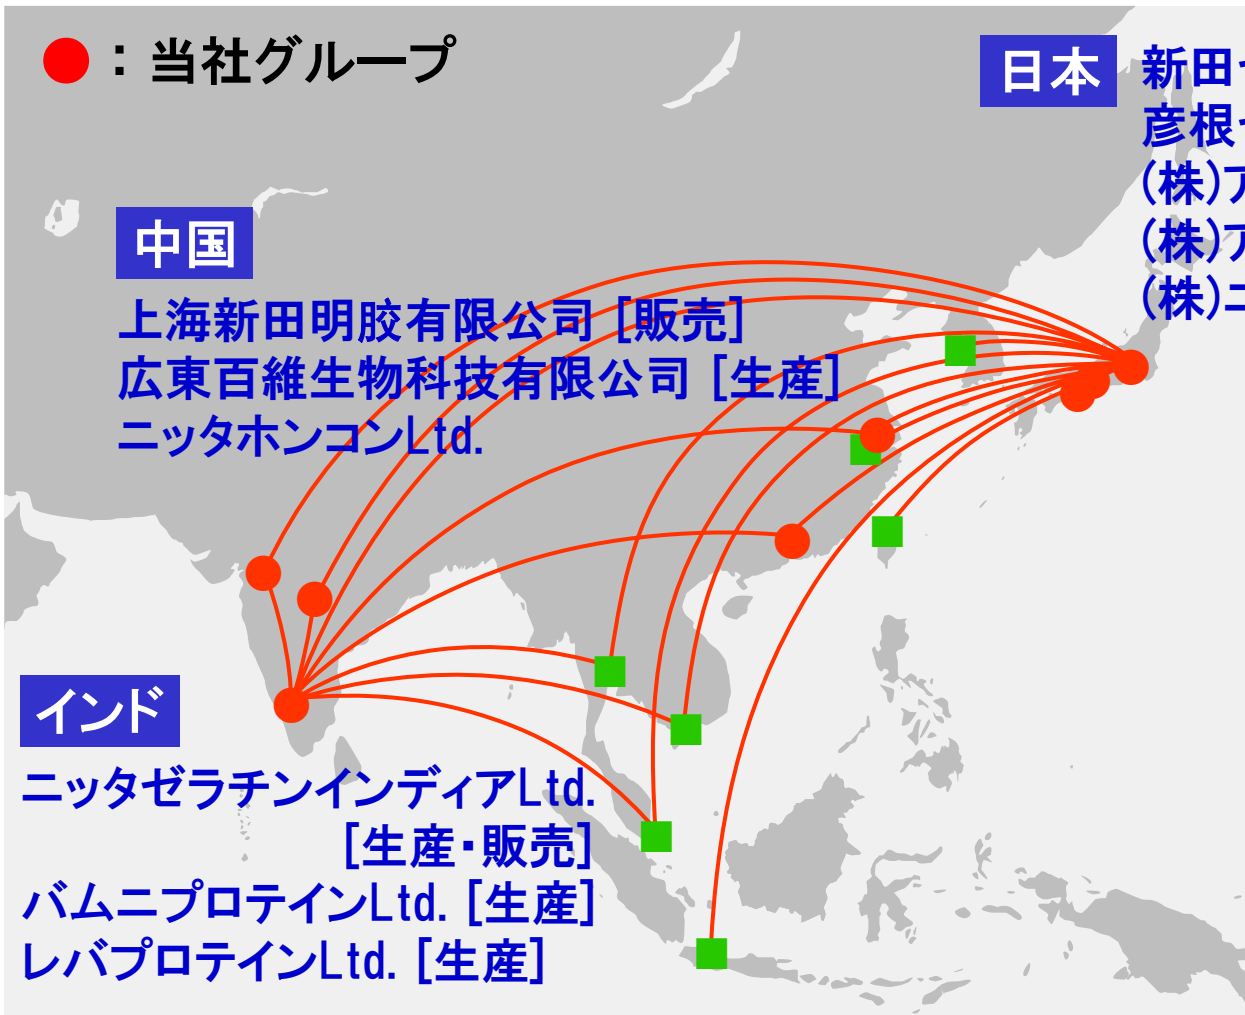 ：当社グループ
日本
新田
彦根
(株)ア
(株)ア
(株)ニ
中国
上海新田明胶有限公司 [販売]
広東百維生物科技有限公司 [生産]
ニッタホンコンLtd.
インド
ニッタゼラチンインディアLtd.
[生産・販売]
バムニプロテインLtd. [生産]
レバプロテインLtd. [生産]